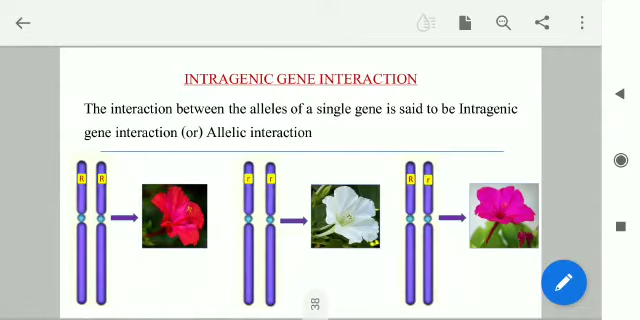 INTRAGENIC GENE INTERACTION
The interaction between the alleles of a single gene is said to be Intragenic
gene interaction (or) Allelic interaction
R R r r R r
38